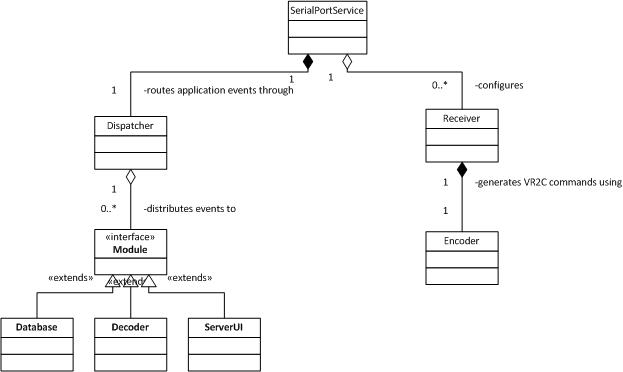 SerialPortService
1
1
1
-routes application events through
0..*
-configures
Dispatcher
Receiver
1
1
-generates VR2C commands using
0..*
-distributes events to
1
«interface»
Module
Encoder
«extends»
«extends
«extends»
Database
Decoder
ServerUI